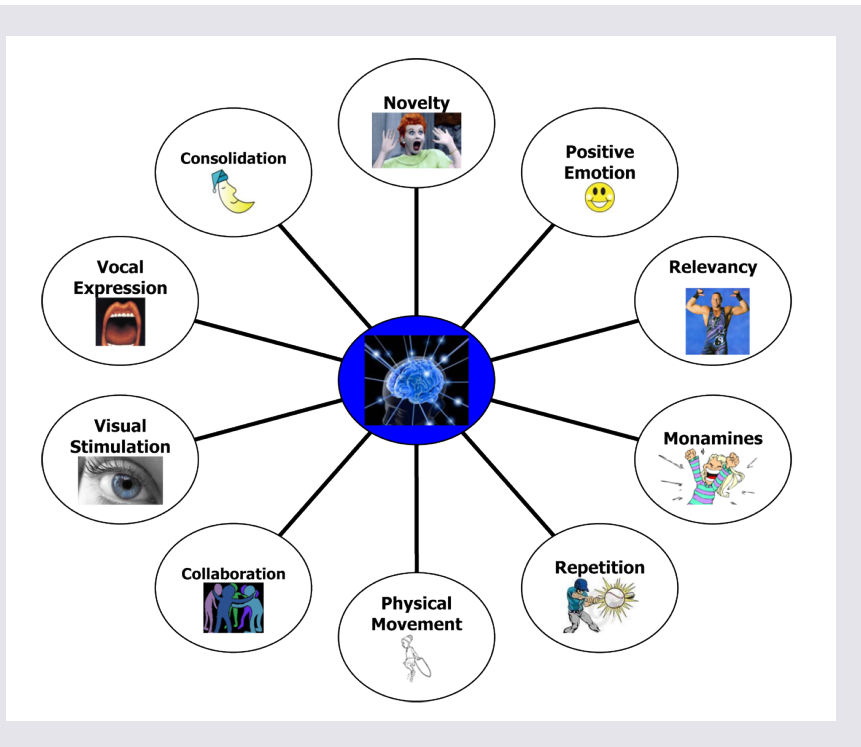 Novelty
Positive
Emotion
Relevancy
Monamines
Repetition
Physical
Movement
Collaboration
Visual
Stimulation
Vocal
Expression
Consolidation